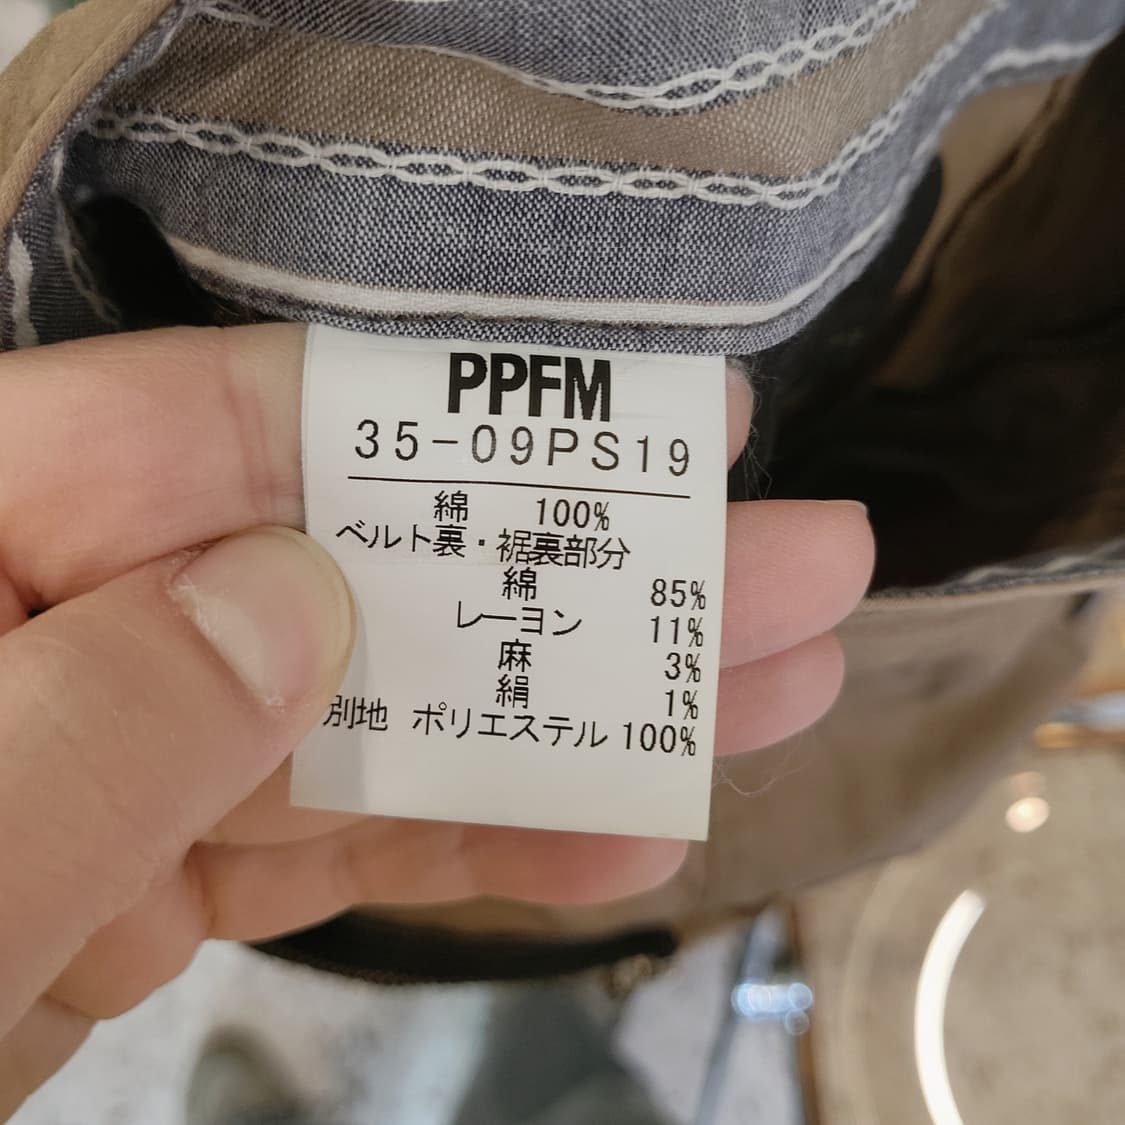 PPFM
35-09PS19
綿 100%
ベルト裏・裾裏部分
綿 85%
レーヨン 11%
麻 3%
絹 1%
別地 ポリエステル 100%